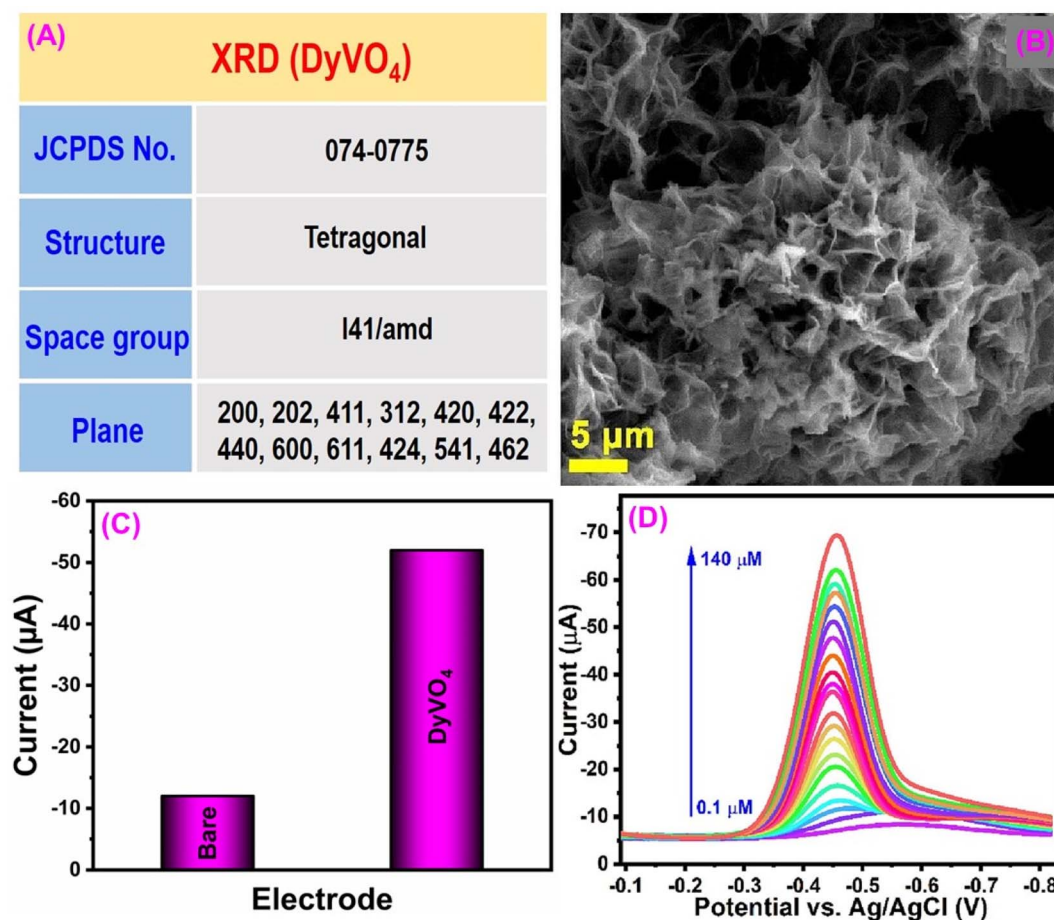 (A)
XRD (DyVO₄)
JCPDS No.
074-0775
Structure
Tetragonal
Space group
I41/amd
Plane
200, 202, 411, 312, 420, 422,
440, 600, 611, 424, 541, 462
(B)
5 µm
(C)
-60
-50
-40
-30
-20
-10
0
Current (µA)
Bare
DyVO₄
Electrode
(D)
-70
-60
-50
-40
-30
-20
-10
0
Current (µA)
140 µM
0.1 µM
-0.1
-0.2
-0.3
-0.4
-0.5
-0.6
-0.7
-0.8
Potential vs. Ag/AgCl (V)